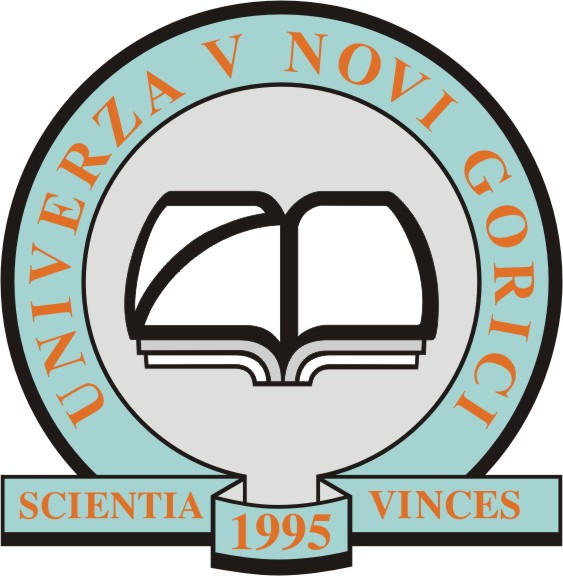 UNIVERZA V NOVI GORICI
SCIENTIA
1995
VINCES